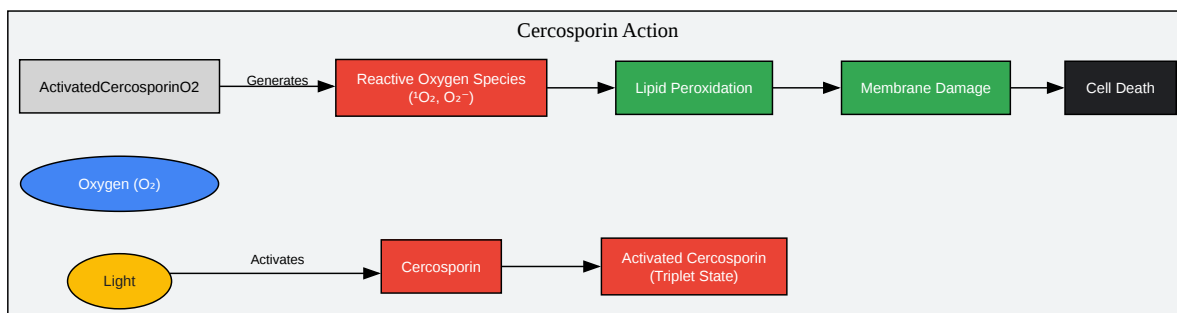 Cercosporin Action
ActivatedCercosporinO2
Generates
Reactive Oxygen Species
(¹O₂, O₂⁻)
Lipid Peroxidation
Membrane Damage
Cell Death
Oxygen (O₂)
Light
Activates
Cercosporin
Activated Cercosporin
(Triplet State)